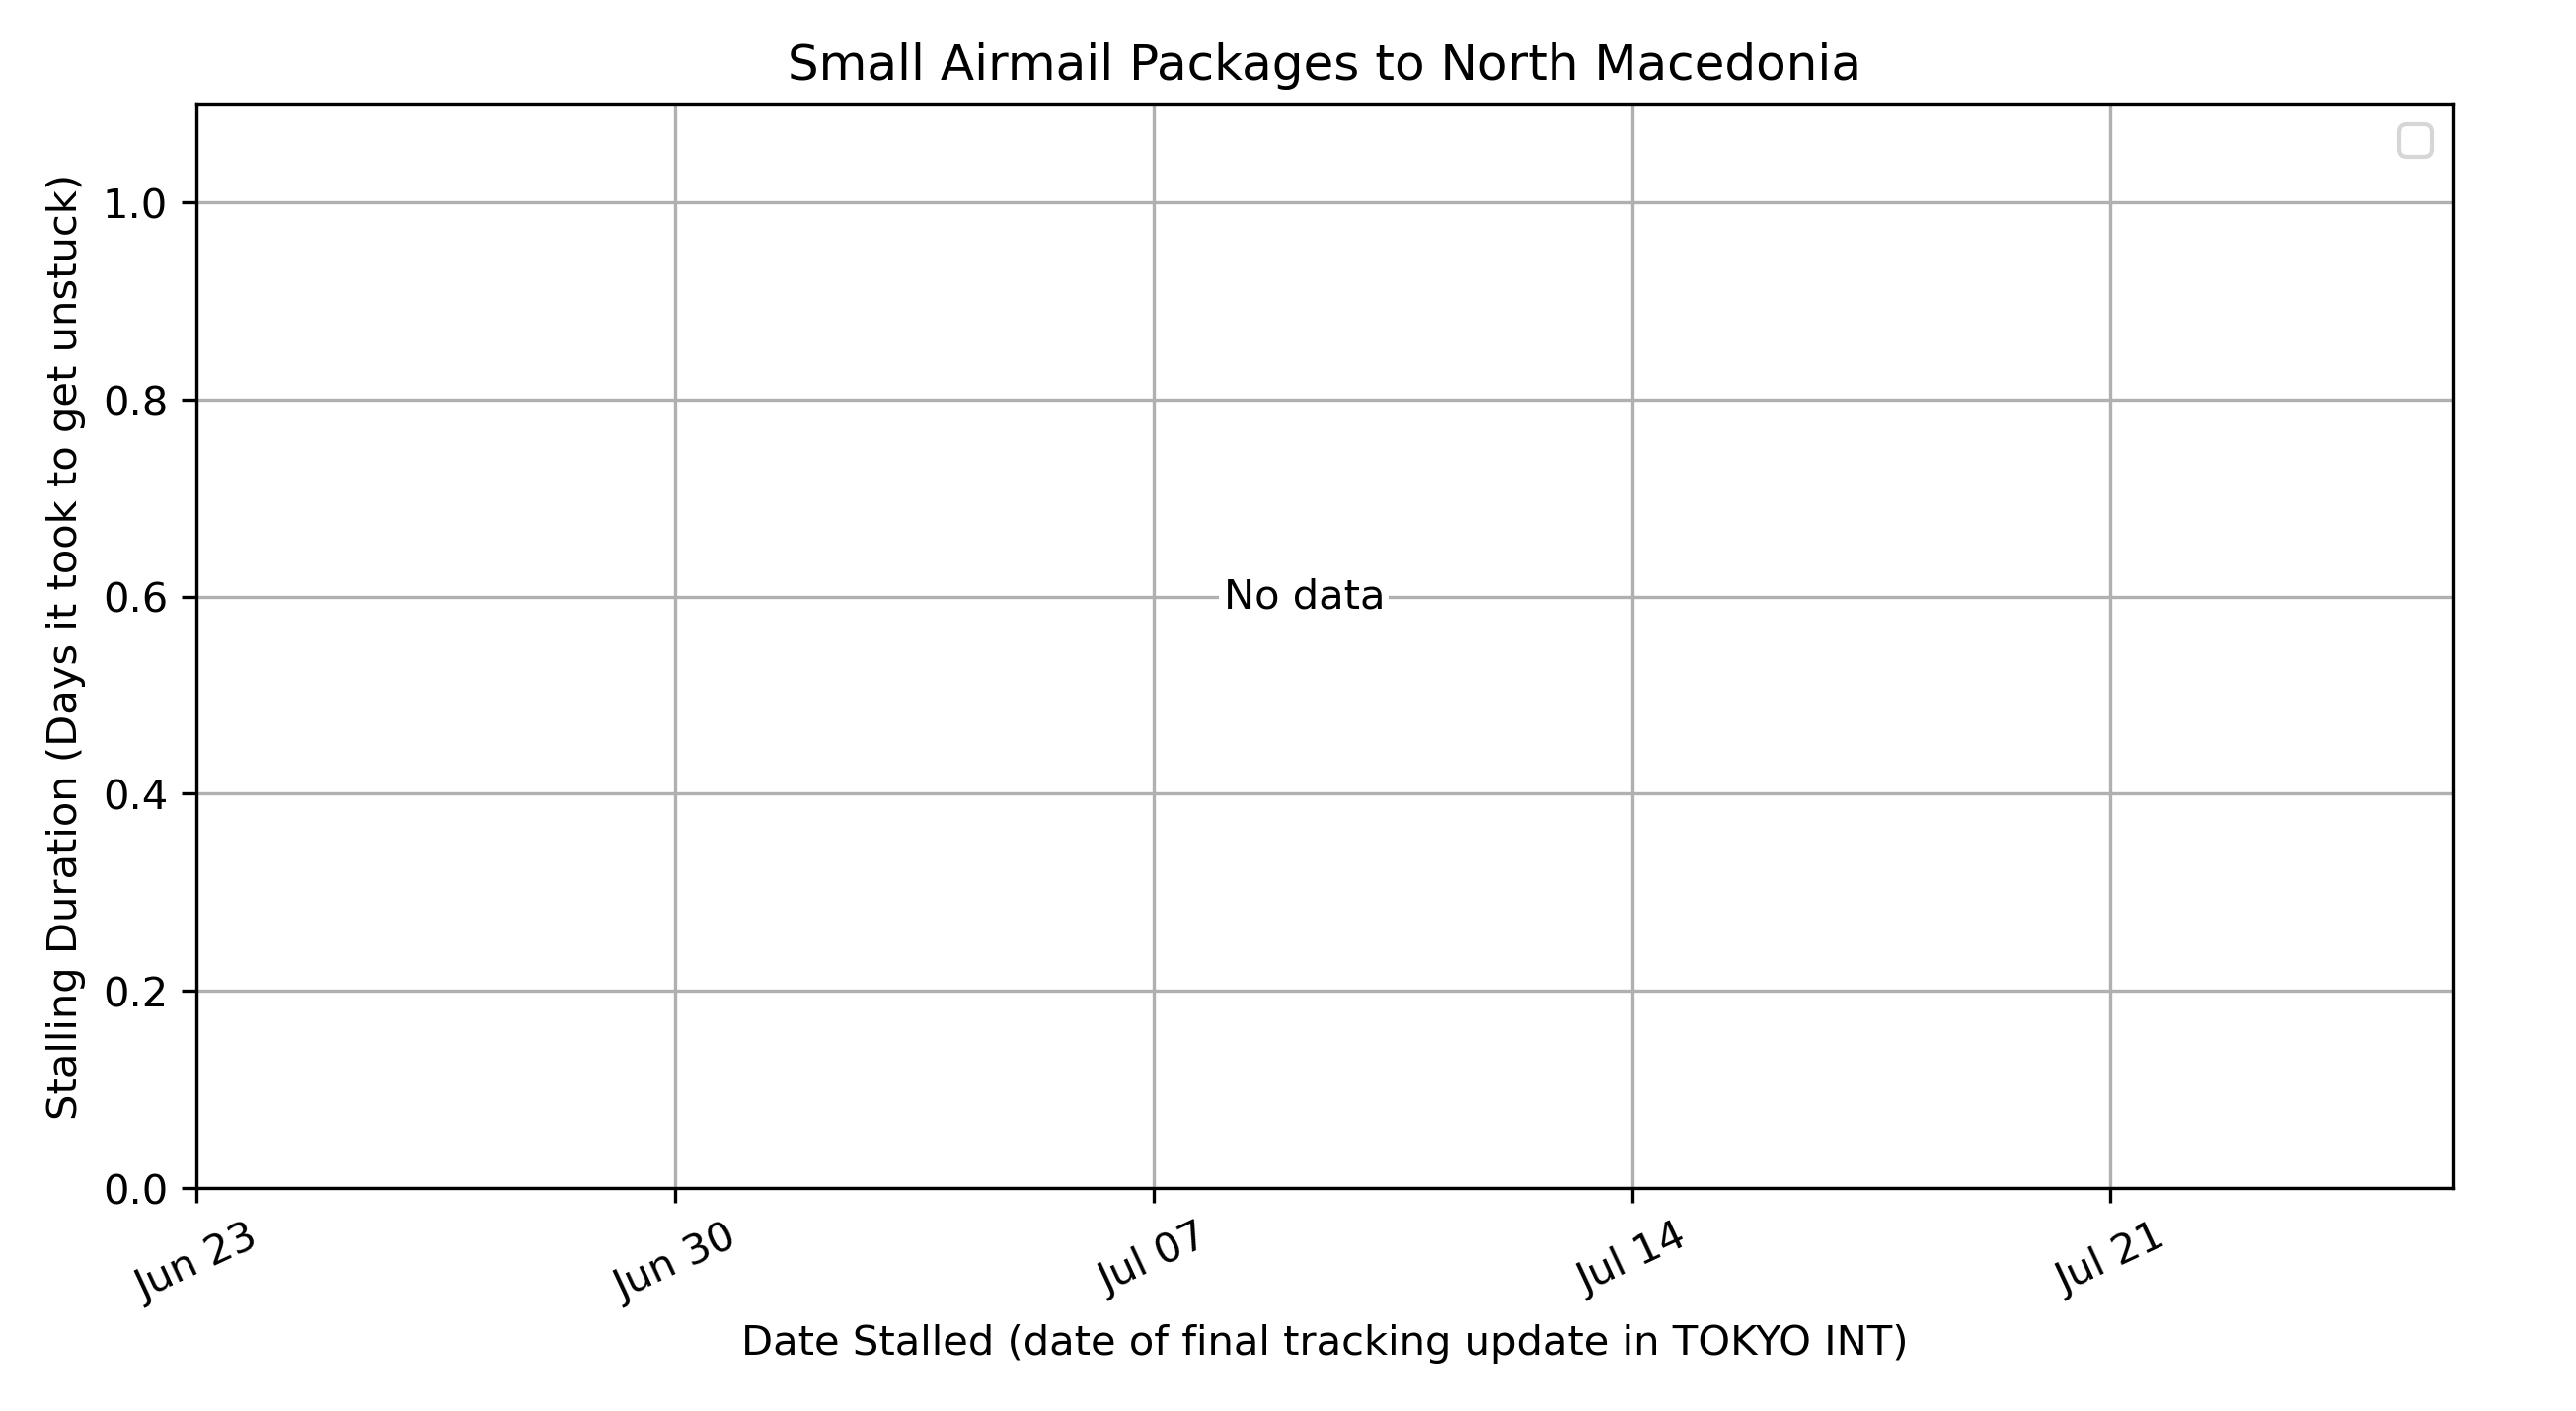 Small Airmail Packages to North Macedonia
Stalling Duration (Days it took to get unstuck)
1.0
0.8
0.6
0.4
0.2
0.0
No data
Jun 23
Jun 30
Jul 07
Jul 14
Jul 21
Date Stalled (date of final tracking update in TOKYO INT)